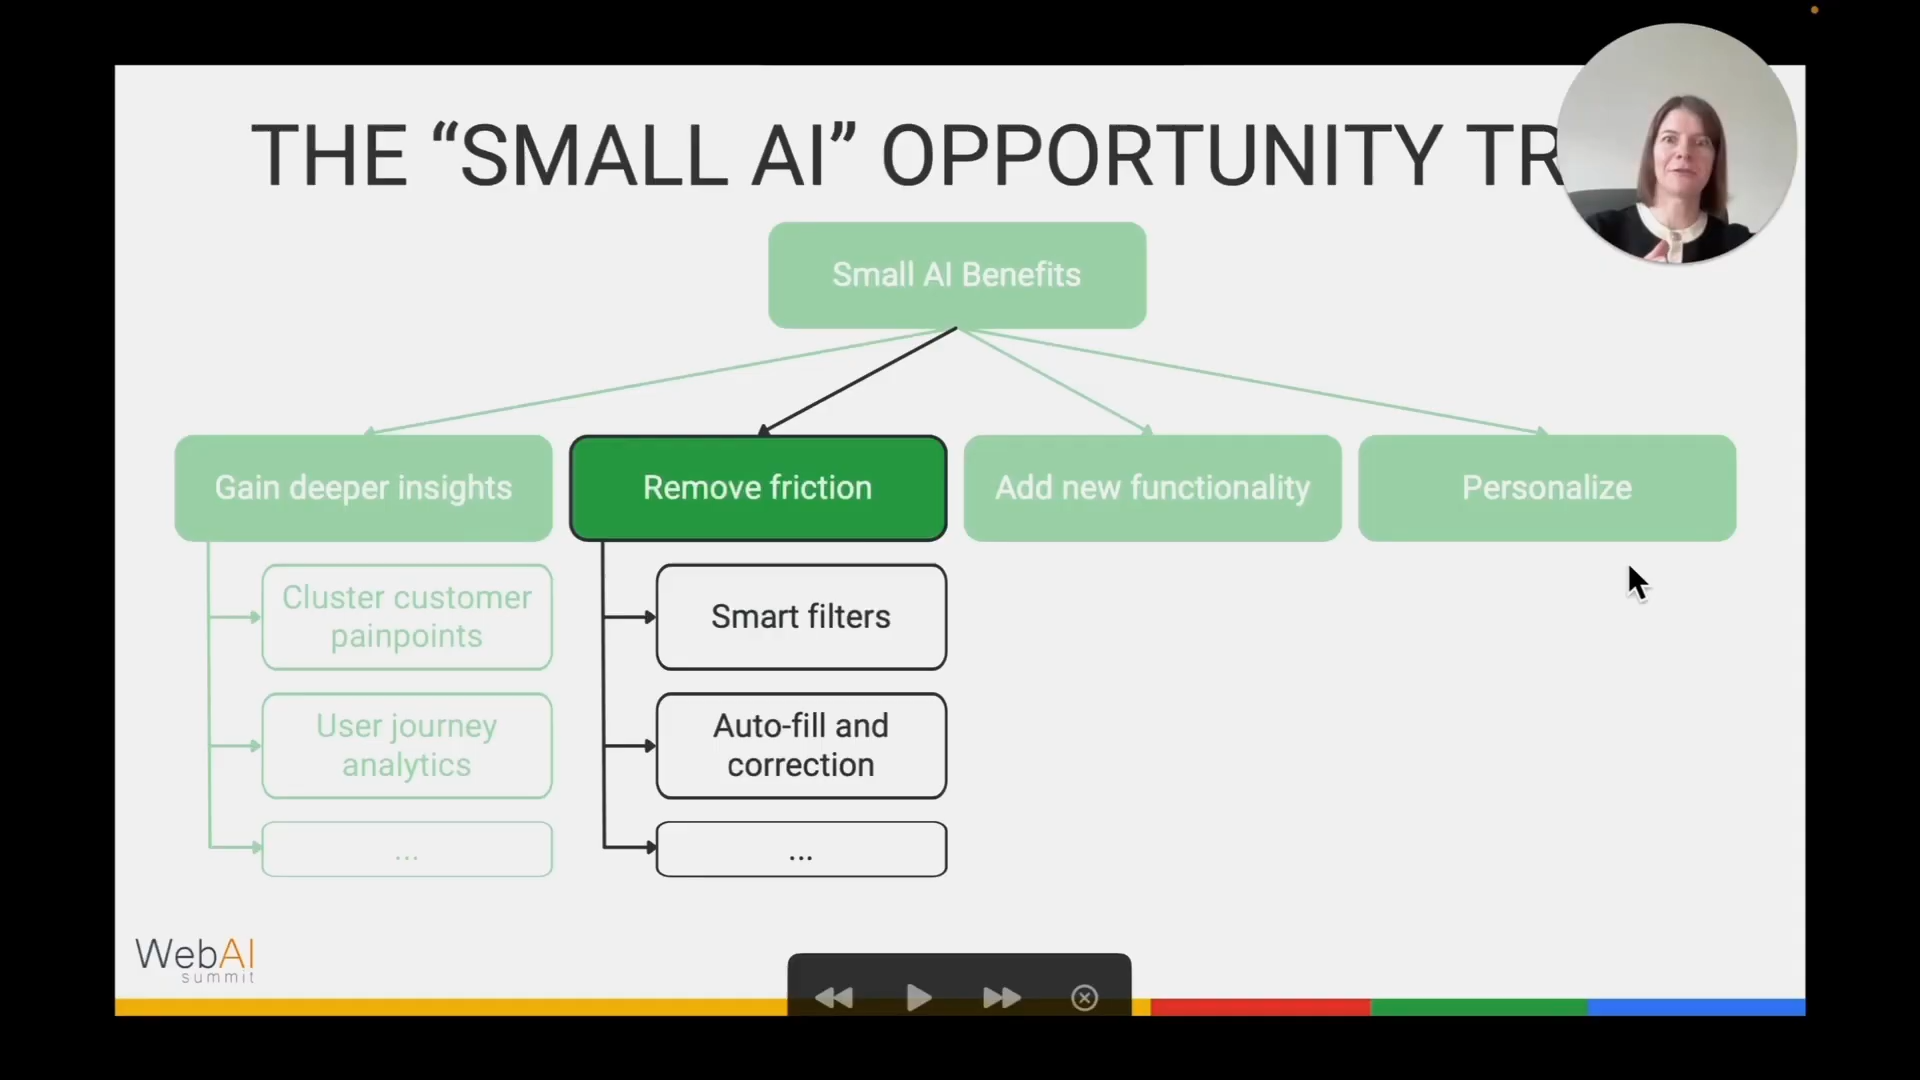 THE “SMALL AI” OPPORTUNITY TR
Small AI Benefits
Gain deeper insights
Remove friction
Add new functionality
Personalize
Cluster customer
painpoints
User journey
analytics
...
Smart filters
Auto-fill and
correction
...
WebAI
summit